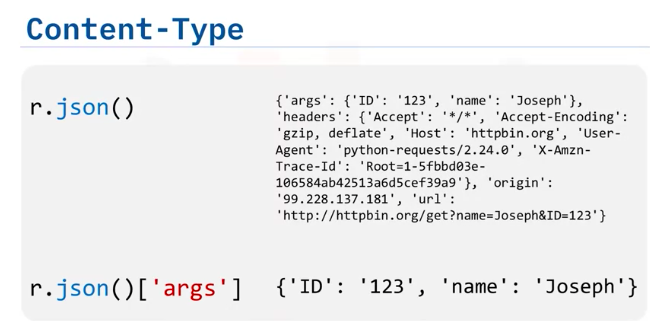 Content-Type
r.json()
{'args': {'ID': '123', 'name': 'Joseph'},
'headers': {'Accept': '*/*', 'Accept-Encoding':
'gzip, deflate', 'Host': 'httpbin.org', 'User-
Agent': 'python-requests/2.24.0', 'X-Amzn-
Trace-Id': 'Root=1-5fbbd03e-
106584ab42513a6d5cef39a9'}, 'origin':
'99.228.137.181', 'url':
'http://httpbin.org/get?name=Joseph&ID=123'}
r.json()['args']
{'ID': '123', 'name': 'Joseph'}